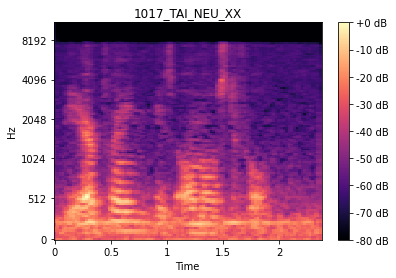 1017_TAI_NEU_XX
+0 dB
8192
-10 dB
4096
-20 dB
-30 dB
2048
Hz
-40 dB
1024
-50 dB
512
-60 dB
-70 dB
0
-80 dB
0 0.5 1 1.5 2
Time